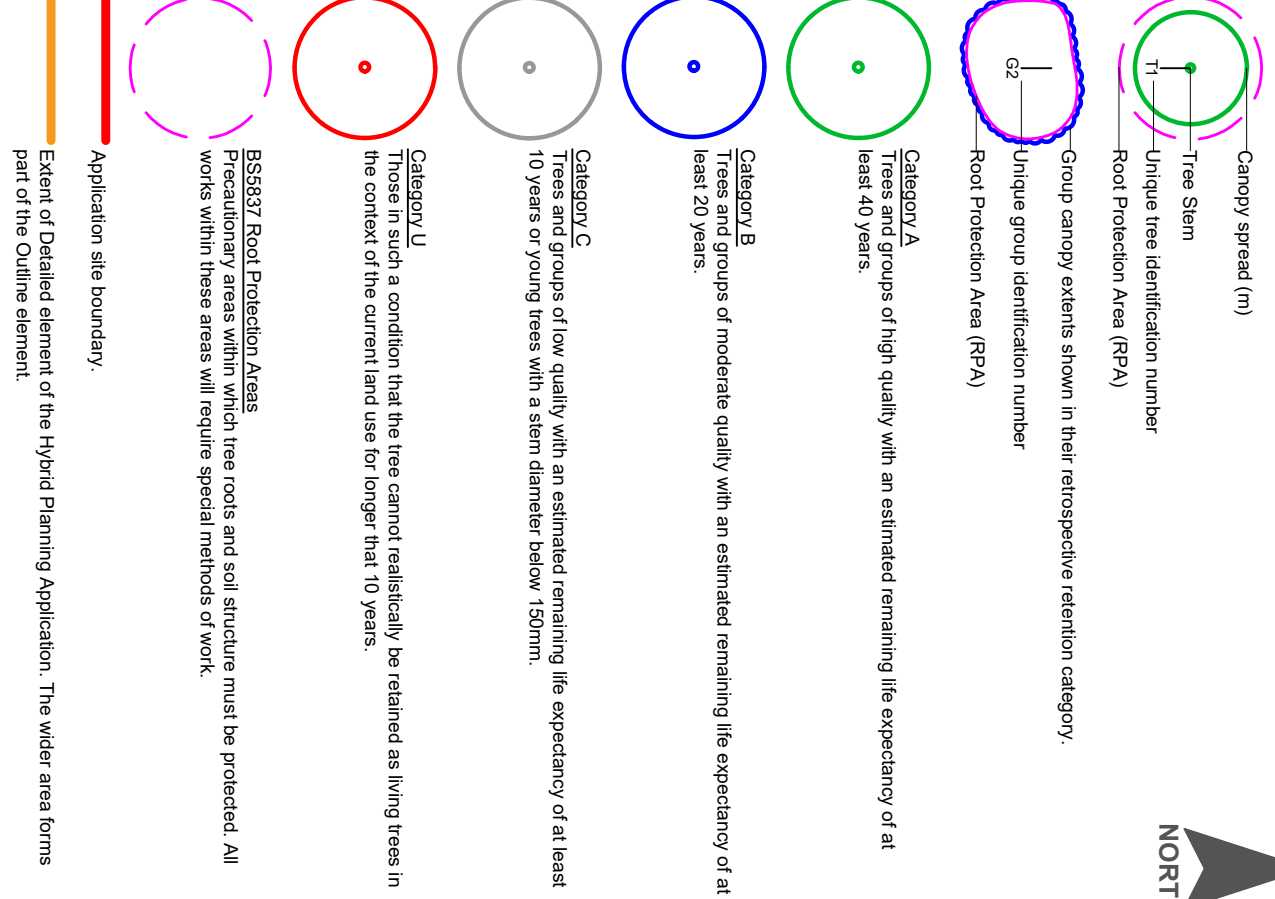 Canopy spread (m)
Tree Stem
T1
Unique tree identification number
Root Protection Area (RPA)
Group canopy extents shown in their retrospective retention category.
G2
Unique group identification number
Root Protection Area (RPA)
Category A
Trees and groups of high quality with an estimated remaining life expectancy of at
least 40 years.
Category B
Trees and groups of moderate quality with an estimated remaining life expectancy of at
least 20 years.
Category C
Trees and groups of low quality with an estimated remaining life expectancy of at least
10 years or young trees with a stem diameter below 150mm.
Category U
Those in such a condition that the tree cannot realistically be retained as living trees in
the context of the current land use for longer that 10 years.
BS5837 Root Protection Areas
Precautionary areas within which tree roots and soil structure must be protected. All
works within these areas will require special methods of work.
Application site boundary.
Extent of Detailed element of the Hybrid Planning Application. The wider area forms
part of the Outline element.
NORT